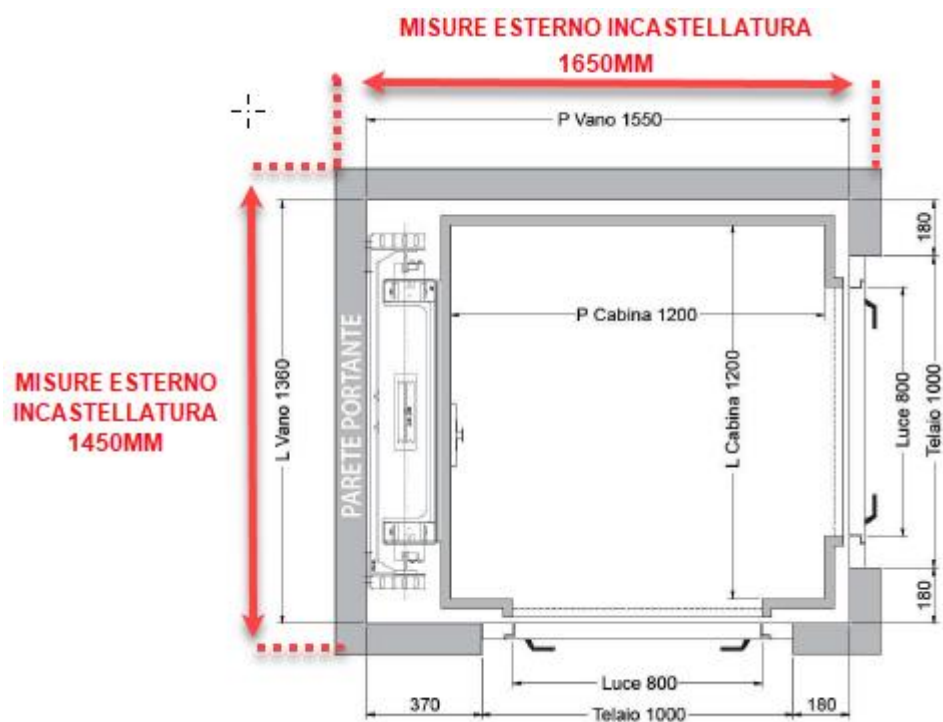 MISURE ESTERNO INCASTELLATURA
1650MM
P Vano 1550
180
P Cabina 1200
PARETE PORTANTE
L Vano 1360
MISURE ESTERNO
INCASTELLATURA
1450MM
L Cabina 1200
Luce 800
Telaio 1000
180
Luce 800
370
Telaio 1000
180